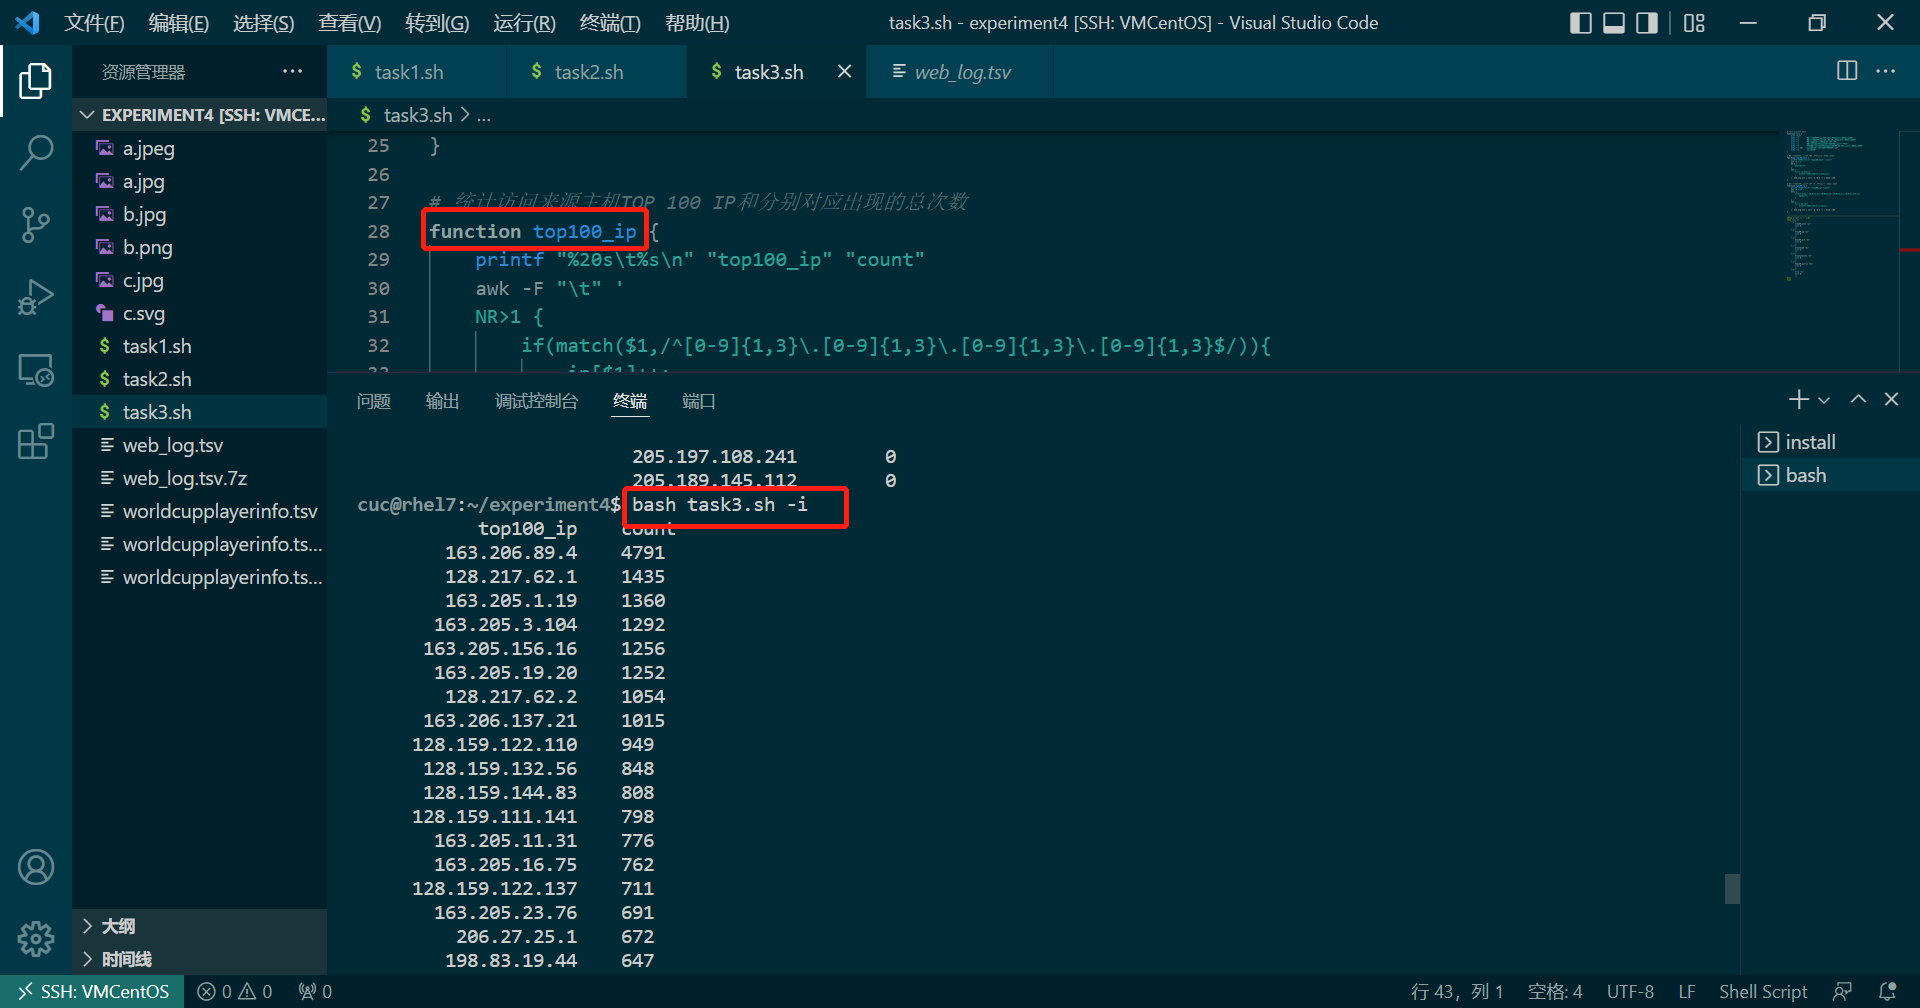 文件(F) 编辑(E) 选择(S) 查看(V) 转到(G) 运行(R) 终端(T) 帮助(H) task3.sh - experiment4 [SSH: VMCentOS] - Visual Studio Code
资源管理器 ···
EXPERIMENT4 [SSH: VMCE...
a.jpeg
a.jpg
b.jpg
b.png
c.jpg
c.svg
$ task1.sh
$ task2.sh
$ task3.sh
web_log.tsv
web_log.tsv.7z
worldcupplayerinfo.tsv
worldcupplayerinfo.ts...
worldcupplayerinfo.ts...
大纲
时间线
$ task1.sh $ task2.sh $ task3.sh web_log.tsv
$ task3.sh > ...
25 }
26
27 # 统计访问来源主机TOP 100 IP和分别对应出现的总次数
28 function top100_ip {
29 printf "%20s\t%s\n" "top100_ip" "count"
30 awk -F "\t" '
31 NR>1 {
32 if(match($1,/^[0-9]{1,3}\.[0-9]{1,3}\.[0-9]{1,3}\.[0-9]{1,3}$/)){
33 ip[$1]++;
问题 输出 调试控制台 终端 端口
205.197.108.241 0
205.189.145.112 0
cuc@rhel7:~/experiment4$ bash task3.sh -i
top100_ip count
163.206.89.4 4791
128.217.62.1 1435
163.205.1.19 1360
163.205.3.104 1292
163.205.156.16 1256
163.205.19.20 1252
128.217.62.2 1054
163.206.137.21 1015
128.159.122.110 949
128.159.132.56 848
128.159.144.83 808
128.159.111.141 798
163.205.11.31 776
163.205.16.75 762
128.159.122.137 711
163.205.23.76 691
206.27.25.1 672
198.83.19.44 647
install
bash
SSH: VMCentOS 0 0 0 行 43，列 1 空格: 4 UTF-8 LF Shell Script